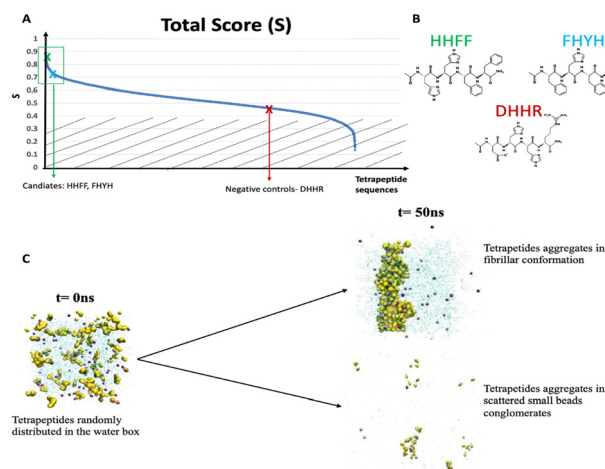 A
Total Score (S)
B
HHFF
FHYH
DHHR
1
0.9
0.8
0.7
0.6
0.5
0.4
0.3
0.2
0.1
0
S
Tetrapeptide
sequences
Candiates: HHFF, FHYH
Negative controls- DHHR
C
t= 0ns
t= 50ns
Tetrapetides aggregates in
fibrillar conformation
Tetrapeptides randomly
distributed in the water box
Tetrapeptides aggregates in
scattered small beads
conglomerates